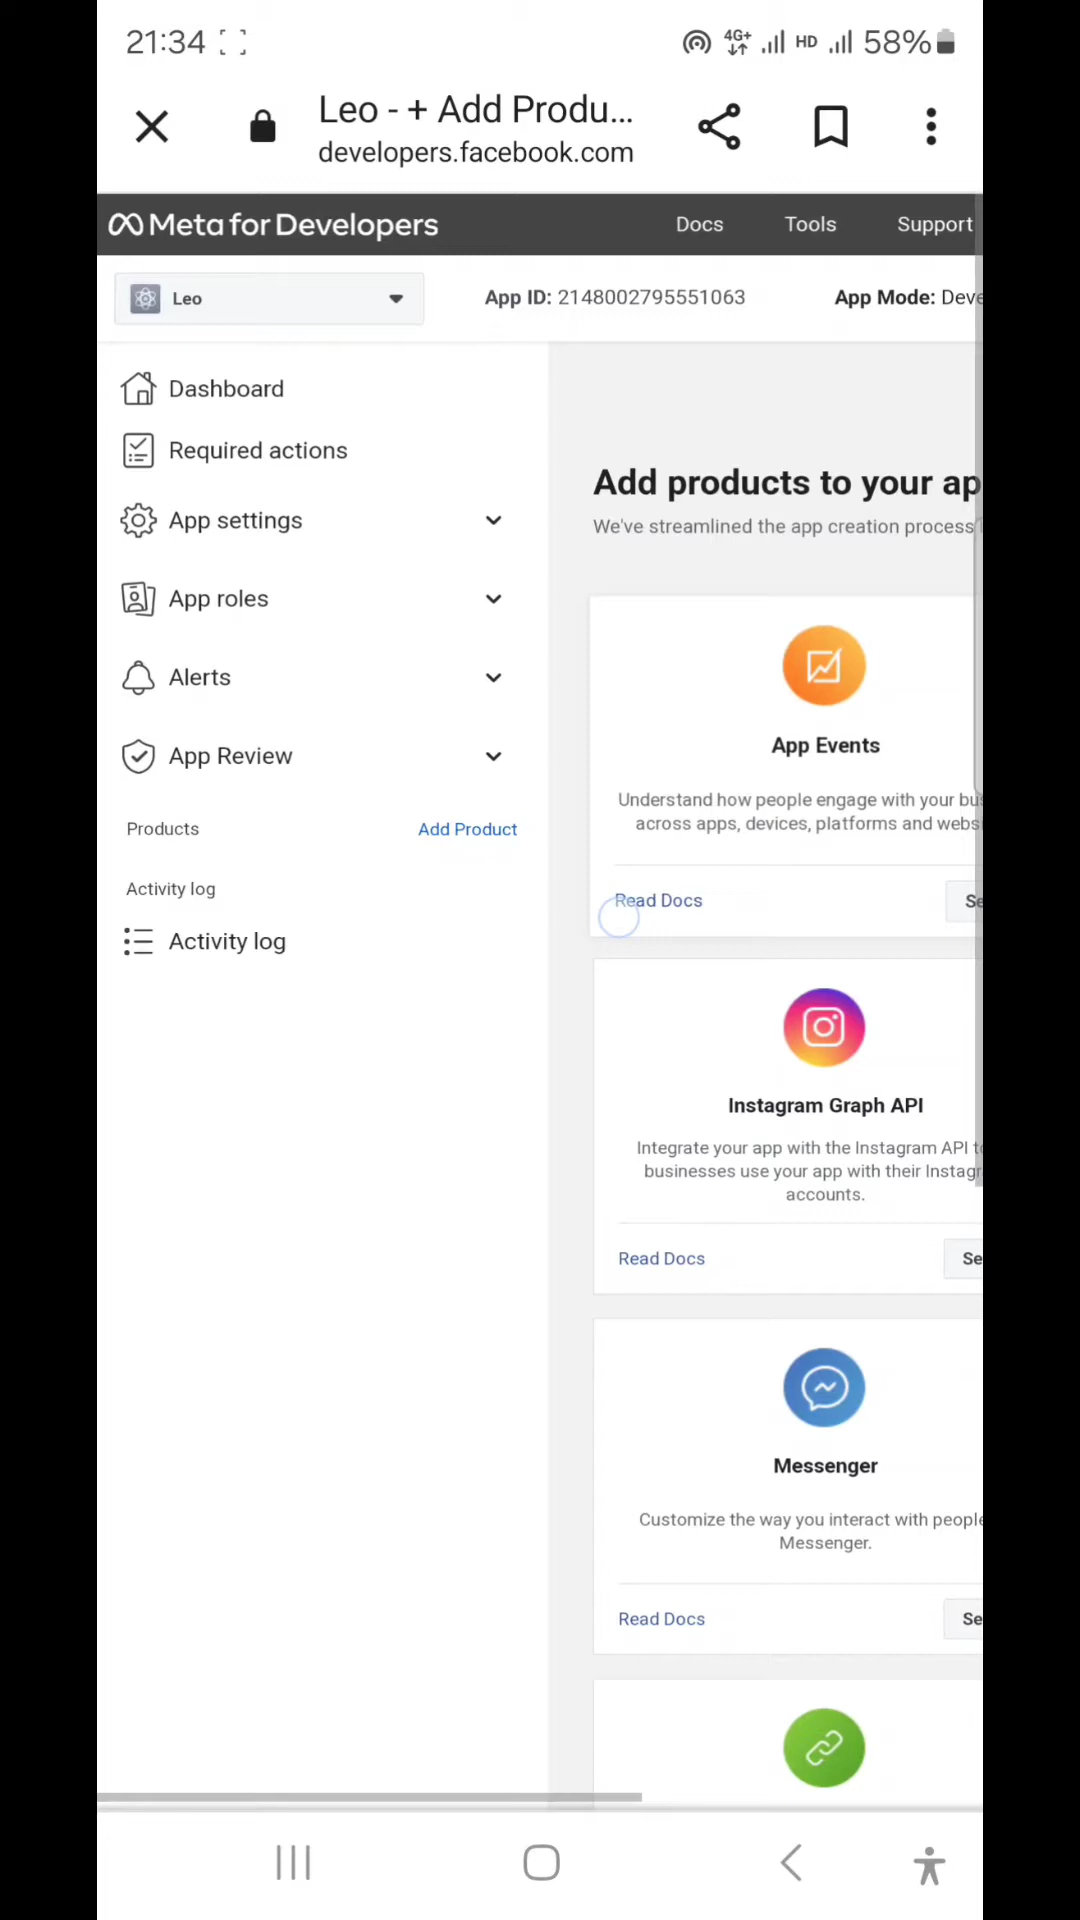 21:34
4G+ HD 58%
Leo - + Add Produ...
developers.facebook.com
Meta for Developers Docs Tools Support
Leo App ID: 2148002795551063 App Mode: Deve
Dashboard
Required actions
App settings
App roles
Alerts
App Review
Products Add Product
Activity log
Activity log
Add products to your ap
We've streamlined the app creation process
App Events
Understand how people engage with your bu
across apps, devices, platforms and webs
Read Docs Se
Instagram Graph API
Integrate your app with the Instagram API t
businesses use your app with their Instagr
accounts.
Read Docs Se
Messenger
Customize the way you interact with people
Messenger.
Read Docs Se